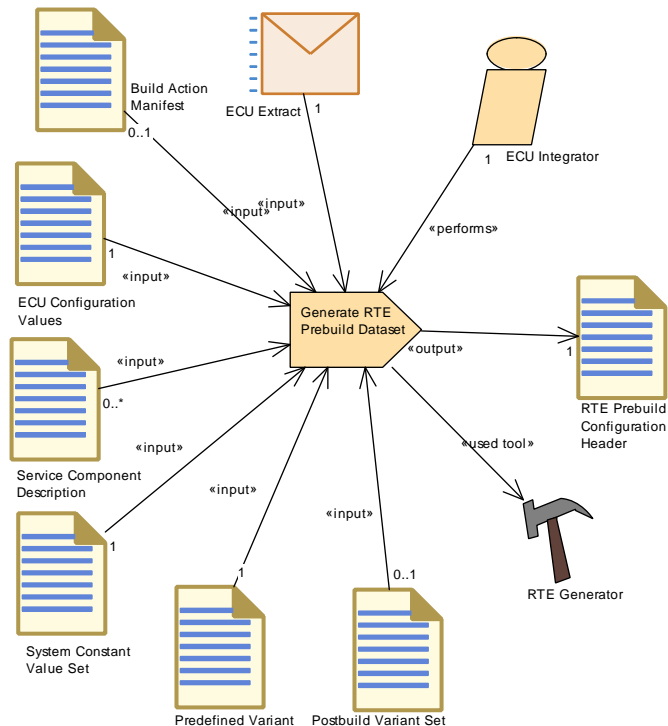 Build Action
Manifest
0..1
ECU Extract
1
1
ECU Integrator
«input»
«input»
«performs»
ECU Configuration
Values
1
«input»
Generate RTE
Prebuild Dataset
«output»
1
RTE Prebuild
Configuration
Header
«input»
0..*
Service Component
Description
«input»
«used tool»
RTE Generator
1
System Constant
Value Set
«input»
1
Predefined Variant
«input»
0..1
Postbuild Variant Set